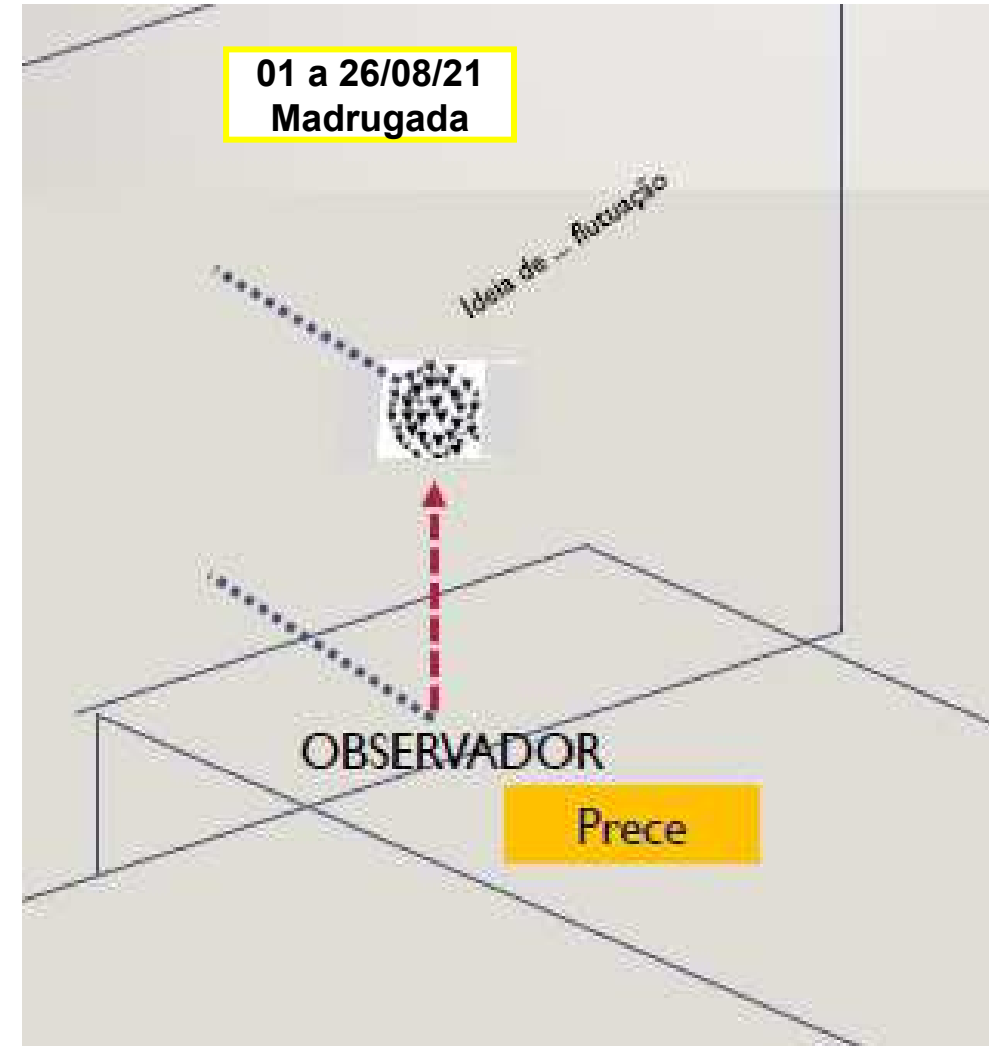 01 a 26/08/21
Madrugada
Ideia de ... flutuação
OBSERVADOR
Prece